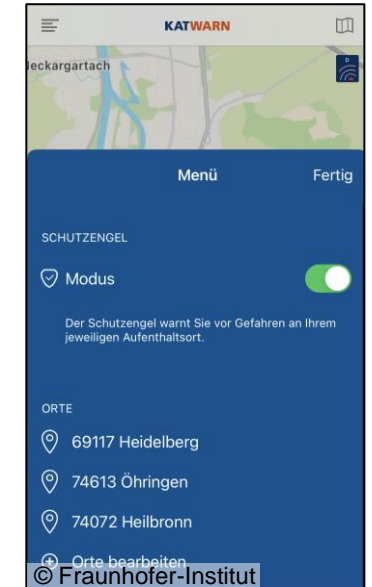 KATWARN
leckargartach
Menü
Fertig
SCHUTZENGEL
Modus
Der Schutzengel warnt Sie vor Gefahren an Ihrem
jeweiligen Aufenthaltsort.
ORTE
69117 Heidelberg
74613 Öhringen
74072 Heilbronn
Orte bearbeiten
© Fraunhofer-Institut